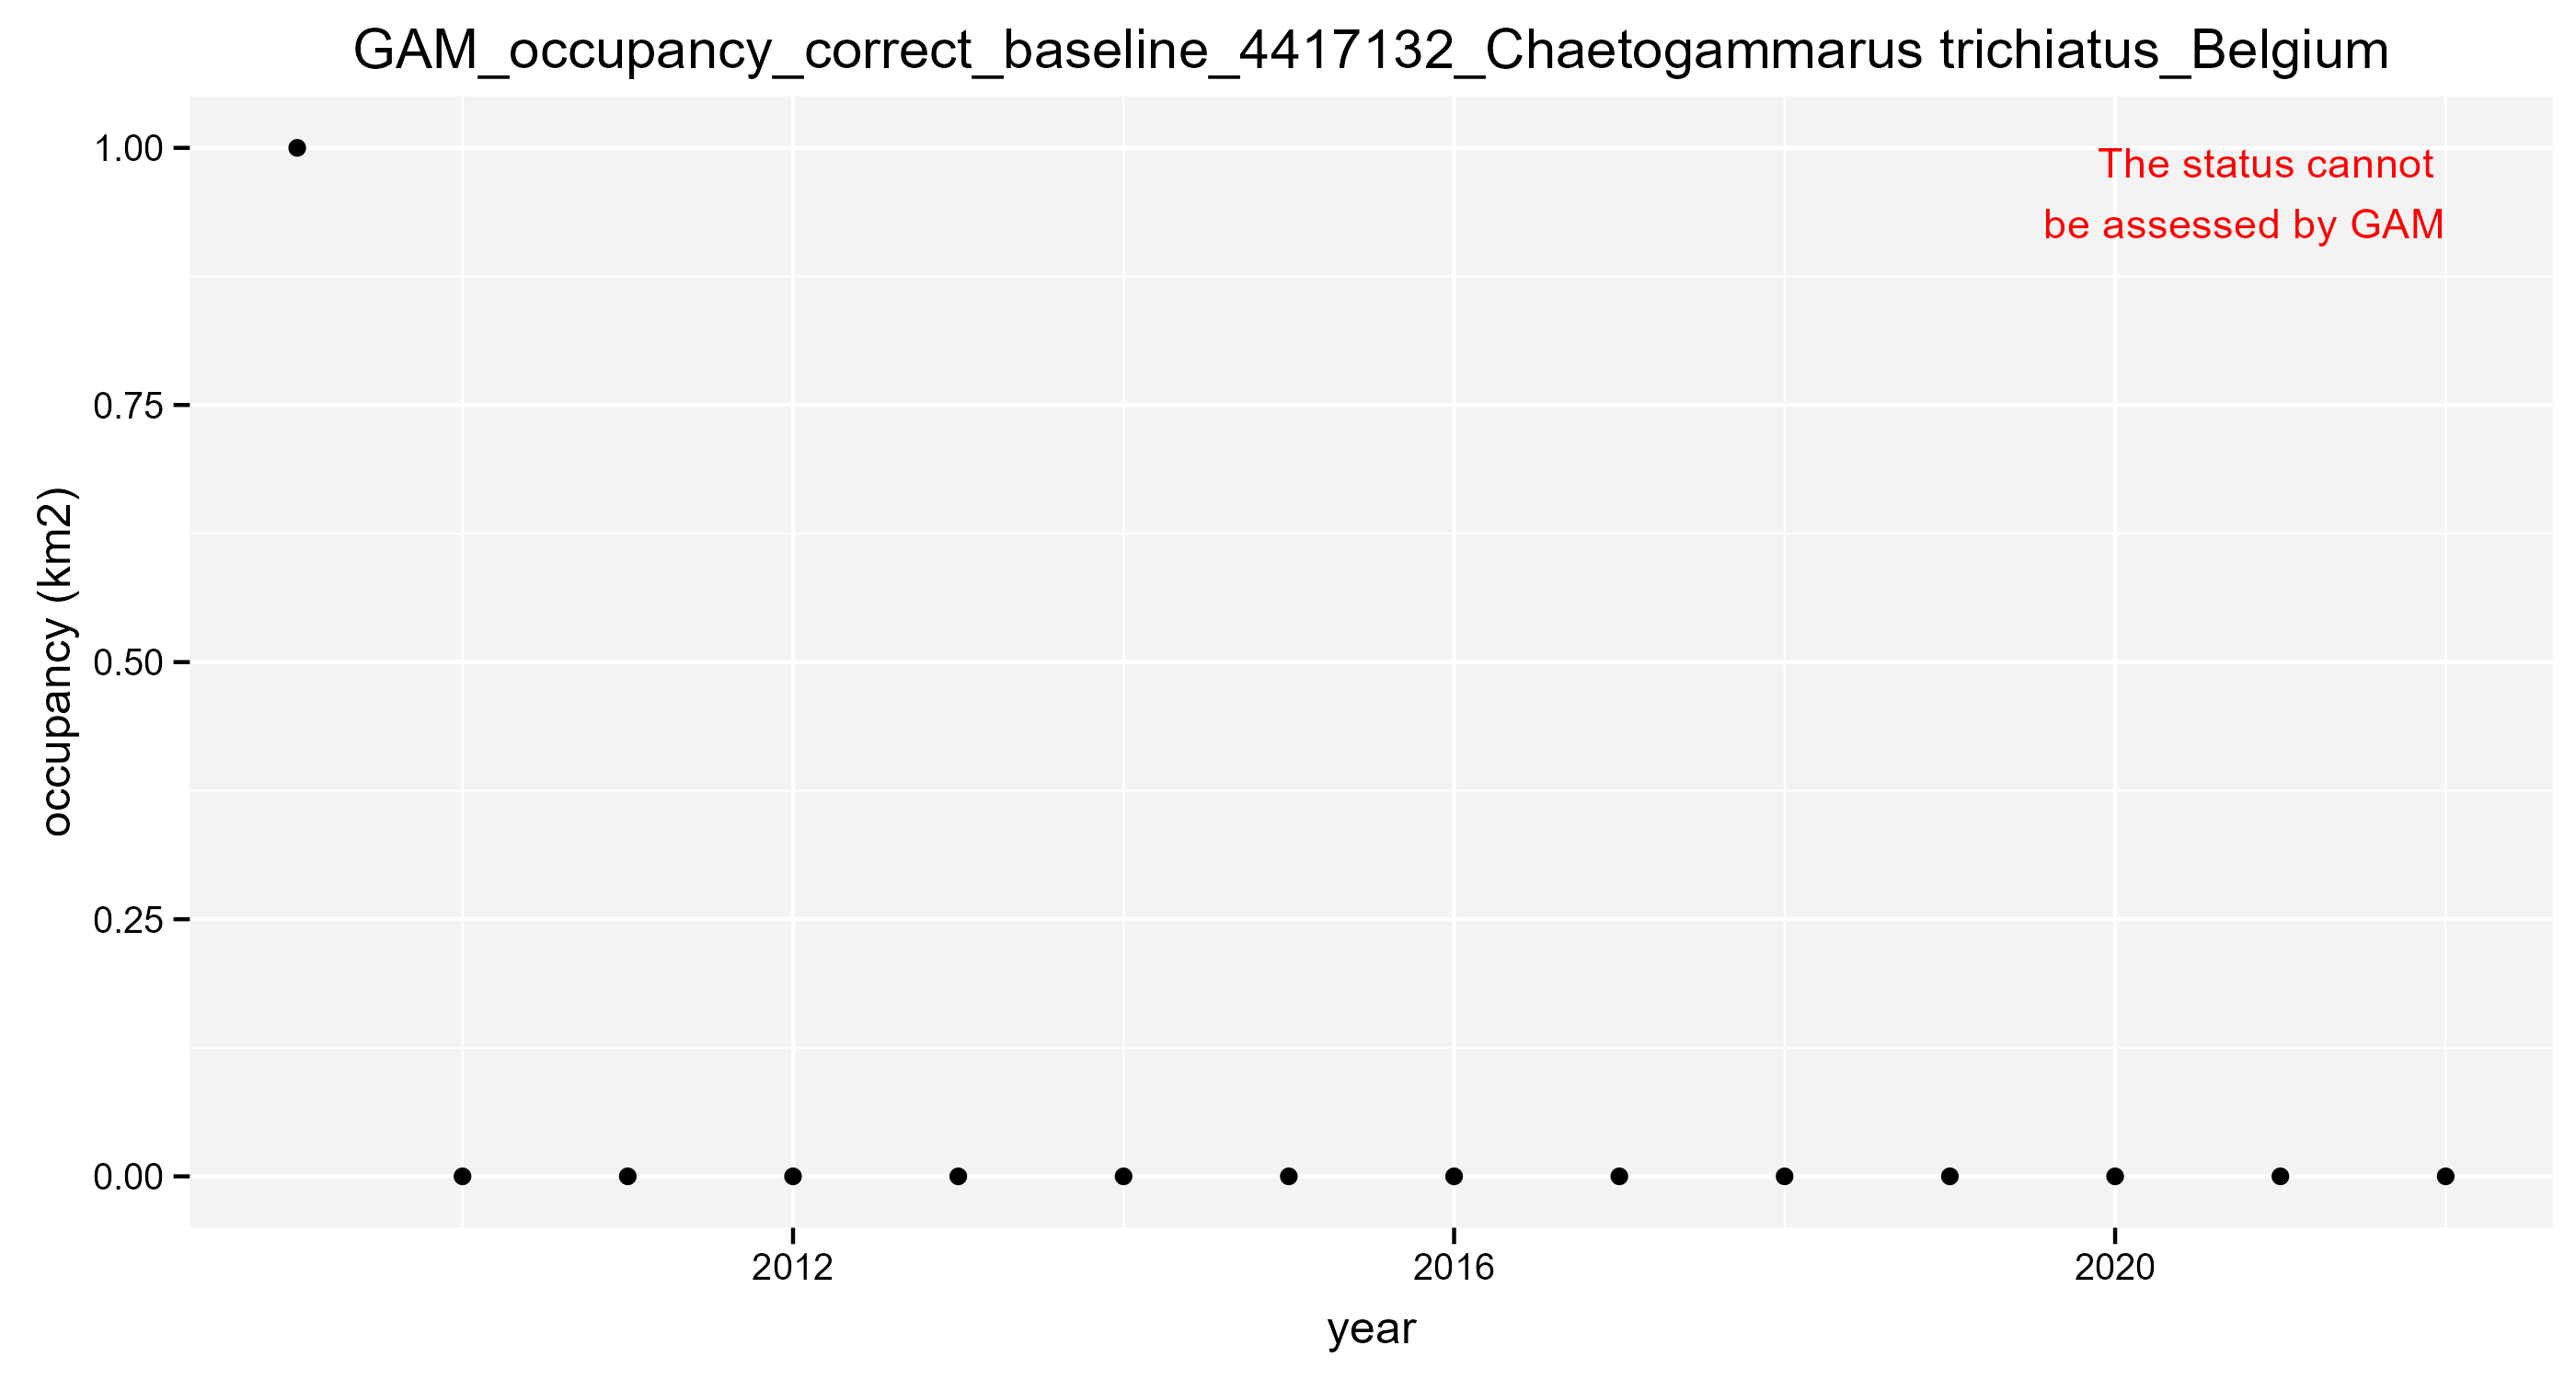 GAM_occupancy_correct_baseline_4417132_Chaetogammarus trichiatus_Belgium
1.00
The status cannot
be assessed by GAM
0.75
occupancy (km2)
0.50
0.25
0.00
2012
2016
2020
year